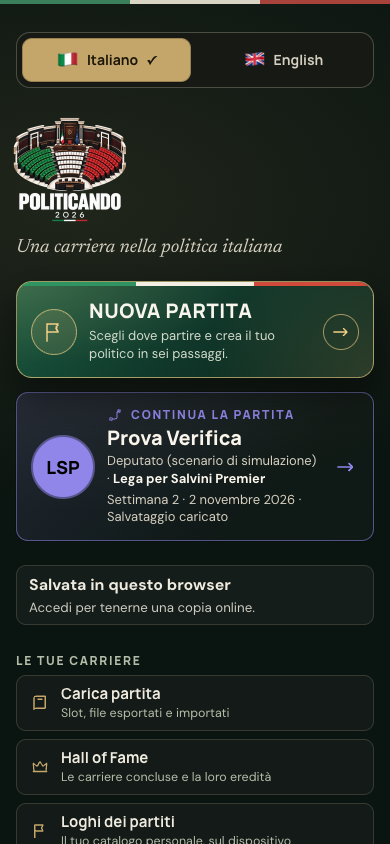 Italiano ✓
English
POLITICANDO
2026
Una carriera nella politica italiana
NUOVA PARTITA
Scegli dove partire e crea il tuo
politico in sei passaggi.
CONTINUA LA PARTITA
LSP
Prova Verifica
Deputato (scenario di simulazione)
· Lega per Salvini Premier
Settimana 2 · 2 novembre 2026 ·
Salvataggio caricato
Salvata in questo browser
Accedi per tenerne una copia online.
LE TUE CARRIERE
Carica partita
Slot, file esportati e importati
Hall of Fame
Le carriere concluse e la loro eredità
Loghi dei partiti
Il tuo catalogo personale, sul dispositivo